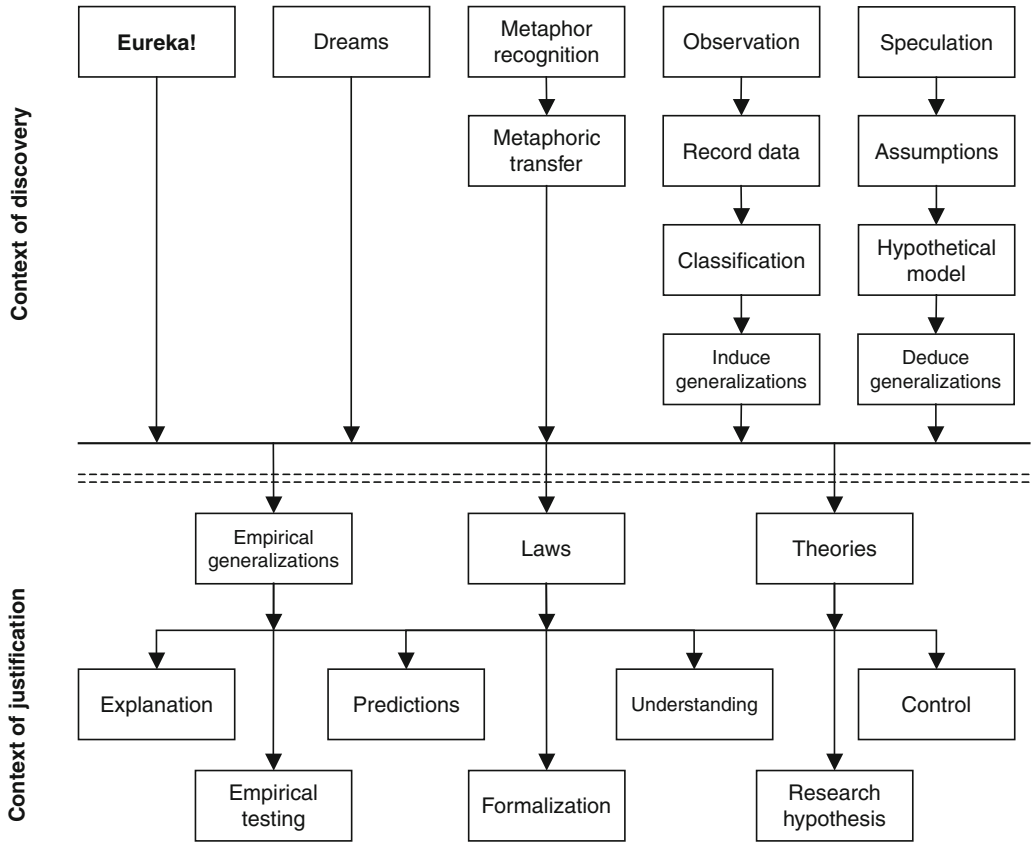 Context of discovery
Eureka!
Dreams
Metaphor
recognition
Observation
Speculation
Metaphoric
transfer
Record data
Assumptions
Classification
Hypothetical
model
Induce
generalizations
Deduce
generalizations
Context of justification
Empirical
generalizations
Laws
Theories
Explanation
Predictions
Understanding
Control
Empirical
testing
Formalization
Research
hypothesis